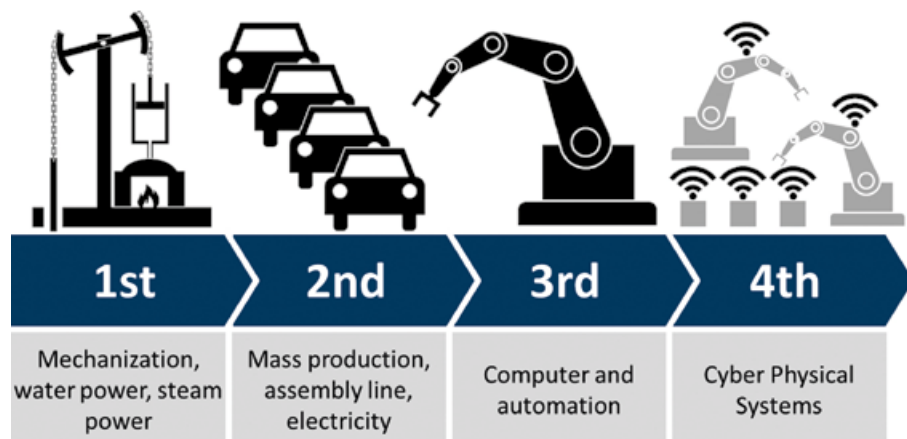 1st
2nd
3rd
4th
Mechanization,
water power, steam
power
Mass production,
assembly line,
electricity
Computer and
automation
Cyber Physical
Systems